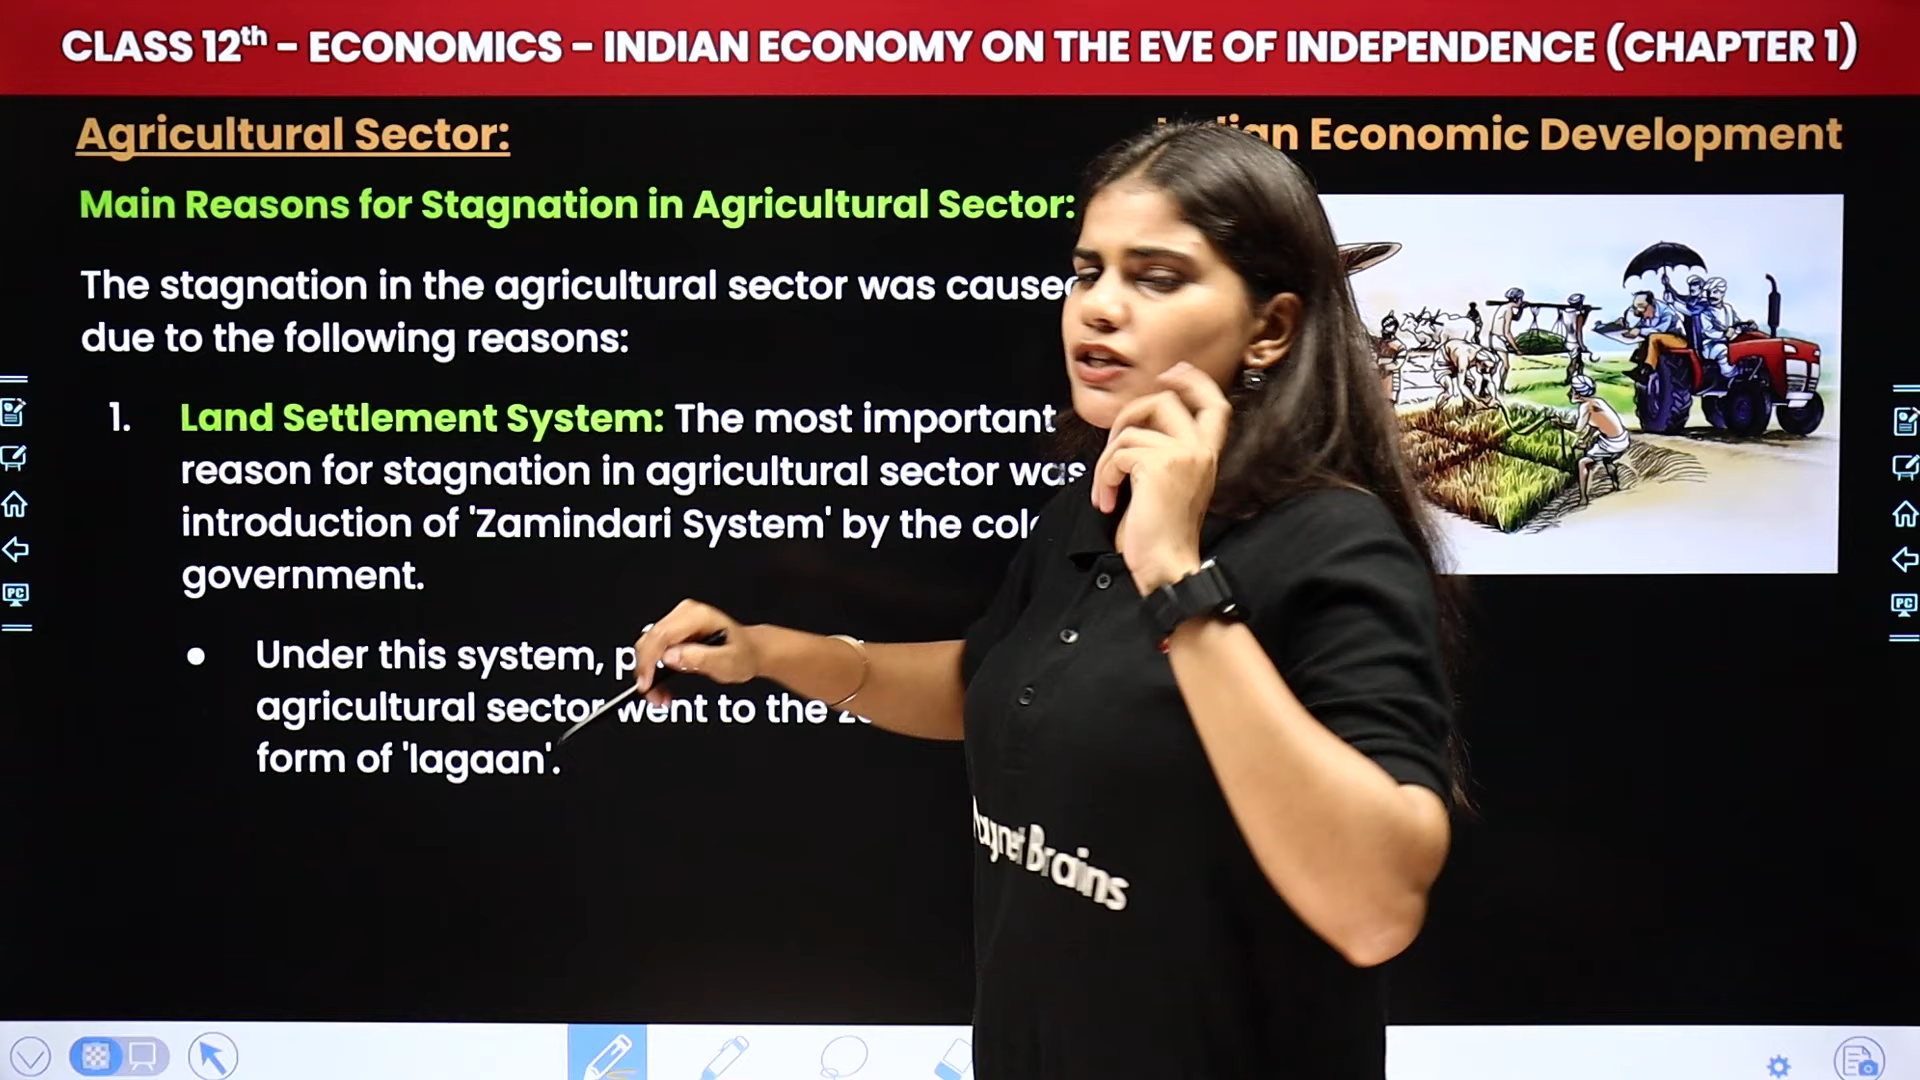 CLASS 12th – ECONOMICS – INDIAN ECONOMY ON THE EVE OF INDEPENDENCE (CHAPTER 1)
Agricultural Sector:
Economic Development
Main Reasons for Stagnation in Agricultural Sector:
The stagnation in the agricultural sector was caused
due to the following reasons:
1. Land Settlement System: The most important
reason for stagnation in agricultural sector was
introduction of 'Zamindari System' by the
government.
● Under this system,
agricultural sector went to the
form of 'lagaan'.
Brains
PC
PC